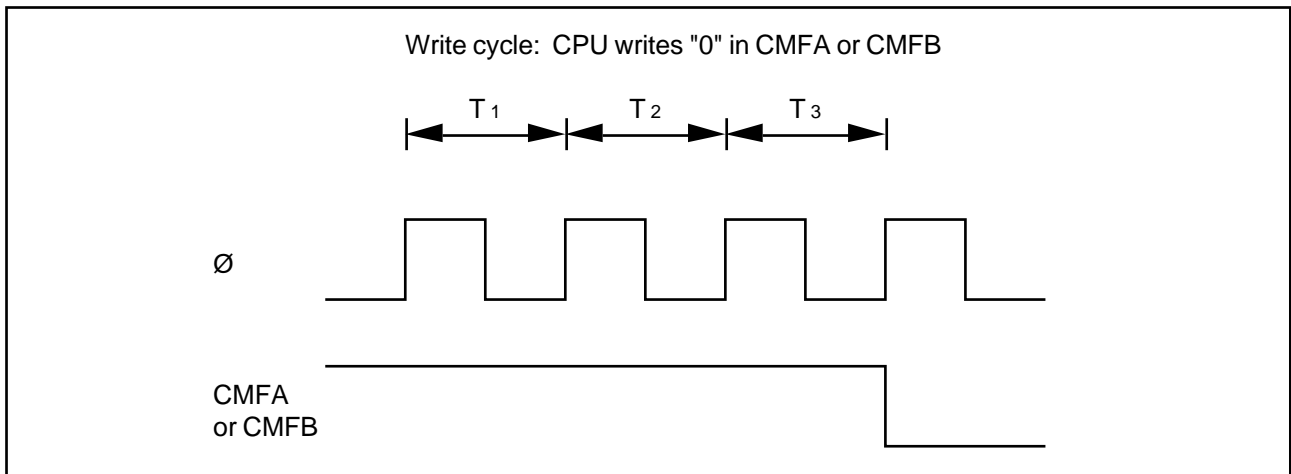 Write cycle: CPU writes "0" in CMFA or CMFB
T1 T2 T3
Ø
CMFA
or CMFB